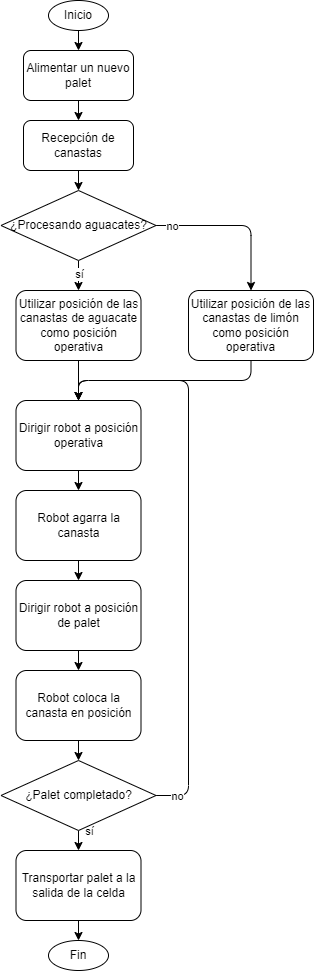 Inicio
Alimentar un nuevo
palet
Recepción de
canastas
¿Procesando aguacates?
no
sí
Utilizar posición de las
canastas de aguacate
como posición
operativa
Utilizar posición de las
canastas de limón
como posición
operativa
Dirigir robot a posición
operativa
Robot agarra la
canasta
Dirigir robot a posición
de palet
Robot coloca la
canasta en posición
¿Palet completado?
no
sí
Transportar palet a la
salida de la celda
Fin